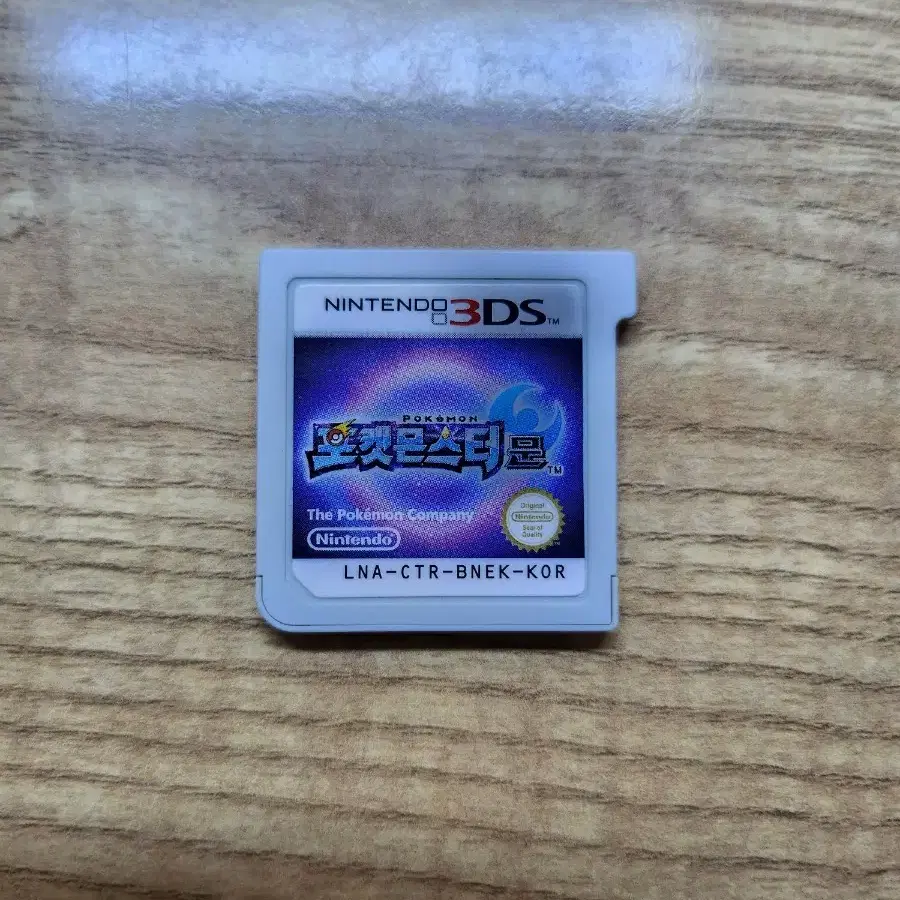 NINTENDO 3DS™
POKéMON
포켓몬스터 문™
The Pokémon Company
Nintendo
Original
Nintendo
Seal of
Quality
LNA-CTR-BNEK-KOR